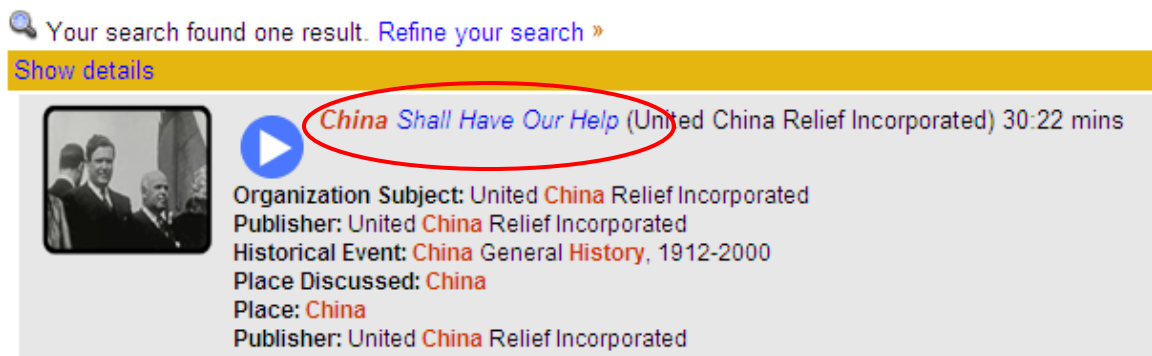 Your search found one result. Refine your search »
Show details
China Shall Have Our Help (United China Relief Incorporated) 30:22 mins
Organization Subject: United China Relief Incorporated
Publisher: United China Relief Incorporated
Historical Event: China General History, 1912-2000
Place Discussed: China
Place: China
Publisher: United China Relief Incorporated